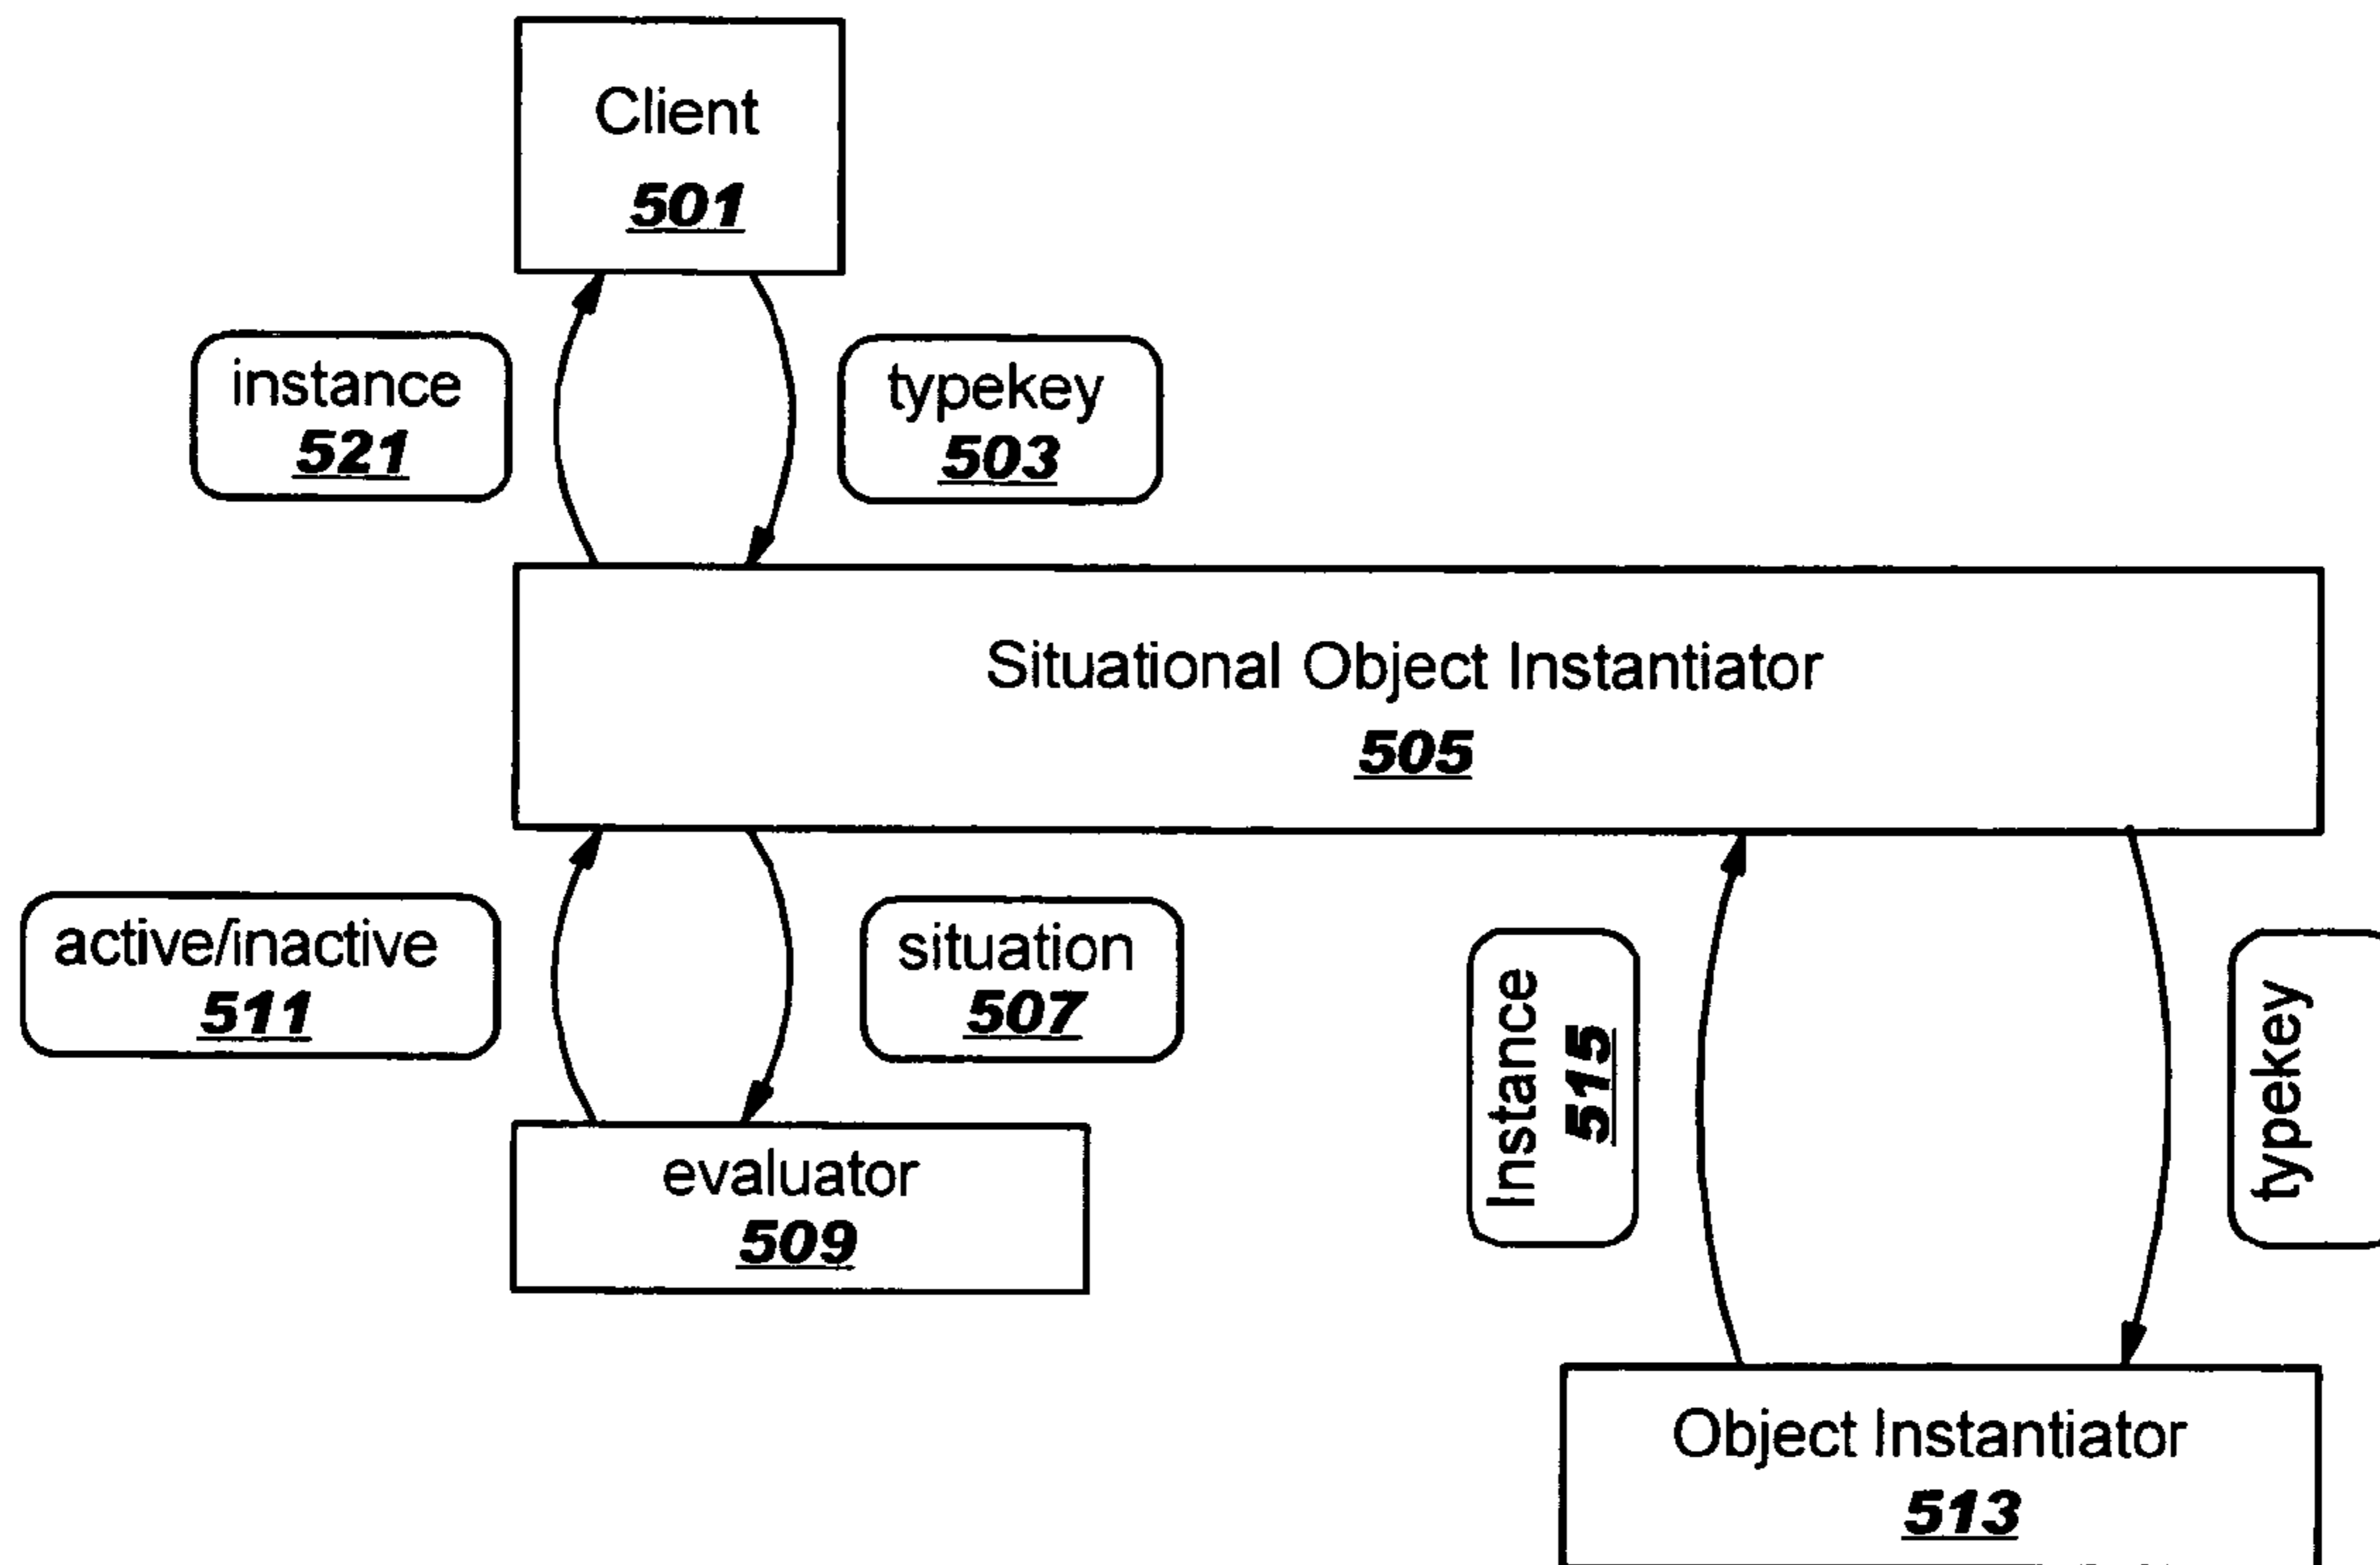 Client
501
instance
521
typekey
503
Situational Object Instantiator
505
active/inactive
511
situation
507
evaluator
509
Instance
515
typekey
Object Instantiator
513